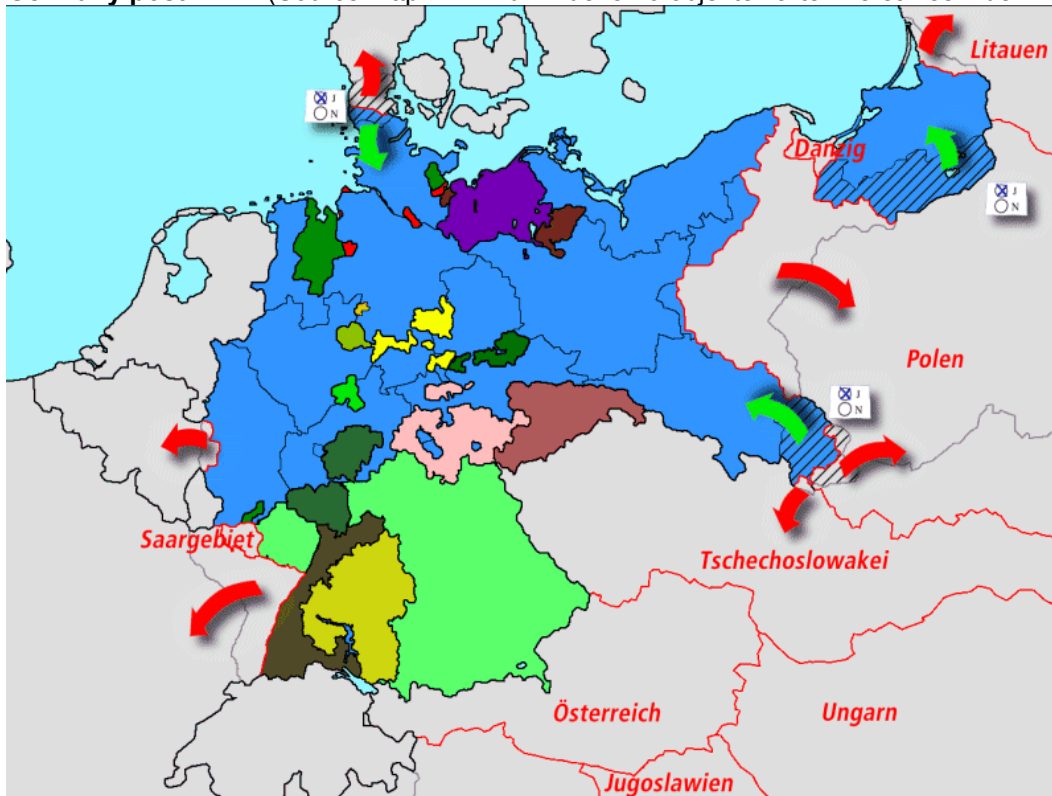 Litauen
J
N
Danzig
J
N
Polen
J
N
Saargebiet
Tschechoslowakei
Österreich
Ungarn
Jugoslawien